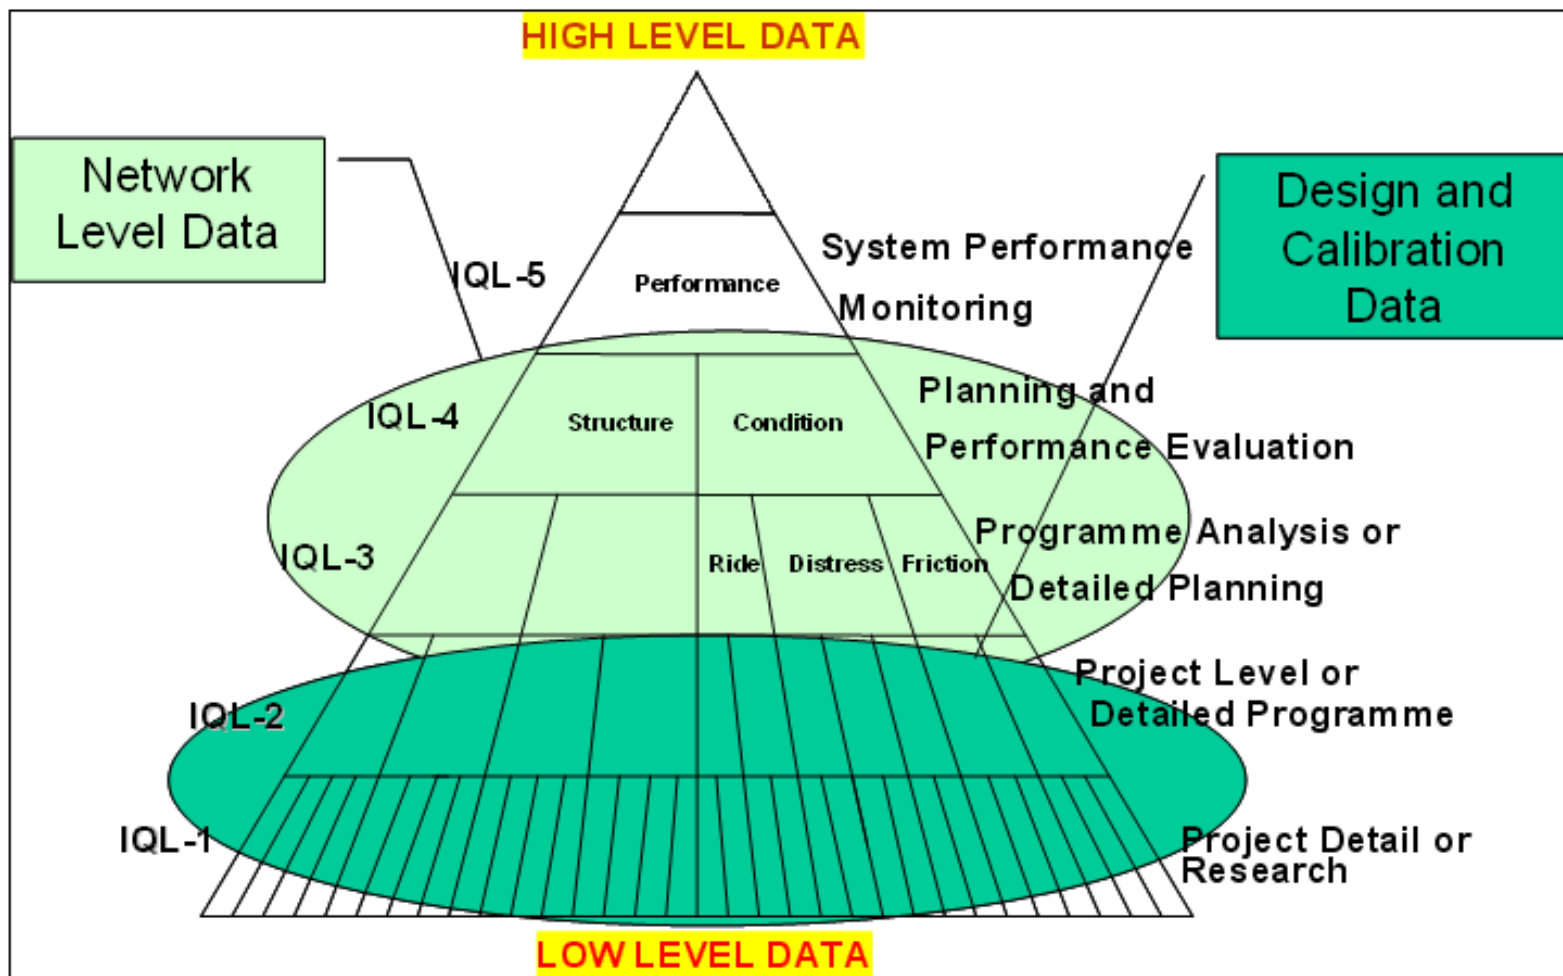 HIGH LEVEL DATA
Network
Level Data
Design and
Calibration
Data
IQL-5
Performance
System Performance
Monitoring
IQL-4
Structure
Condition
Planning and
Performance Evaluation
IQL-3
Ride
Distress
Friction
Programme Analysis or
Detailed Planning
IQL-2
Project Level or
Detailed Programme
IQL-1
Project Detail or
Research
LOW LEVEL DATA